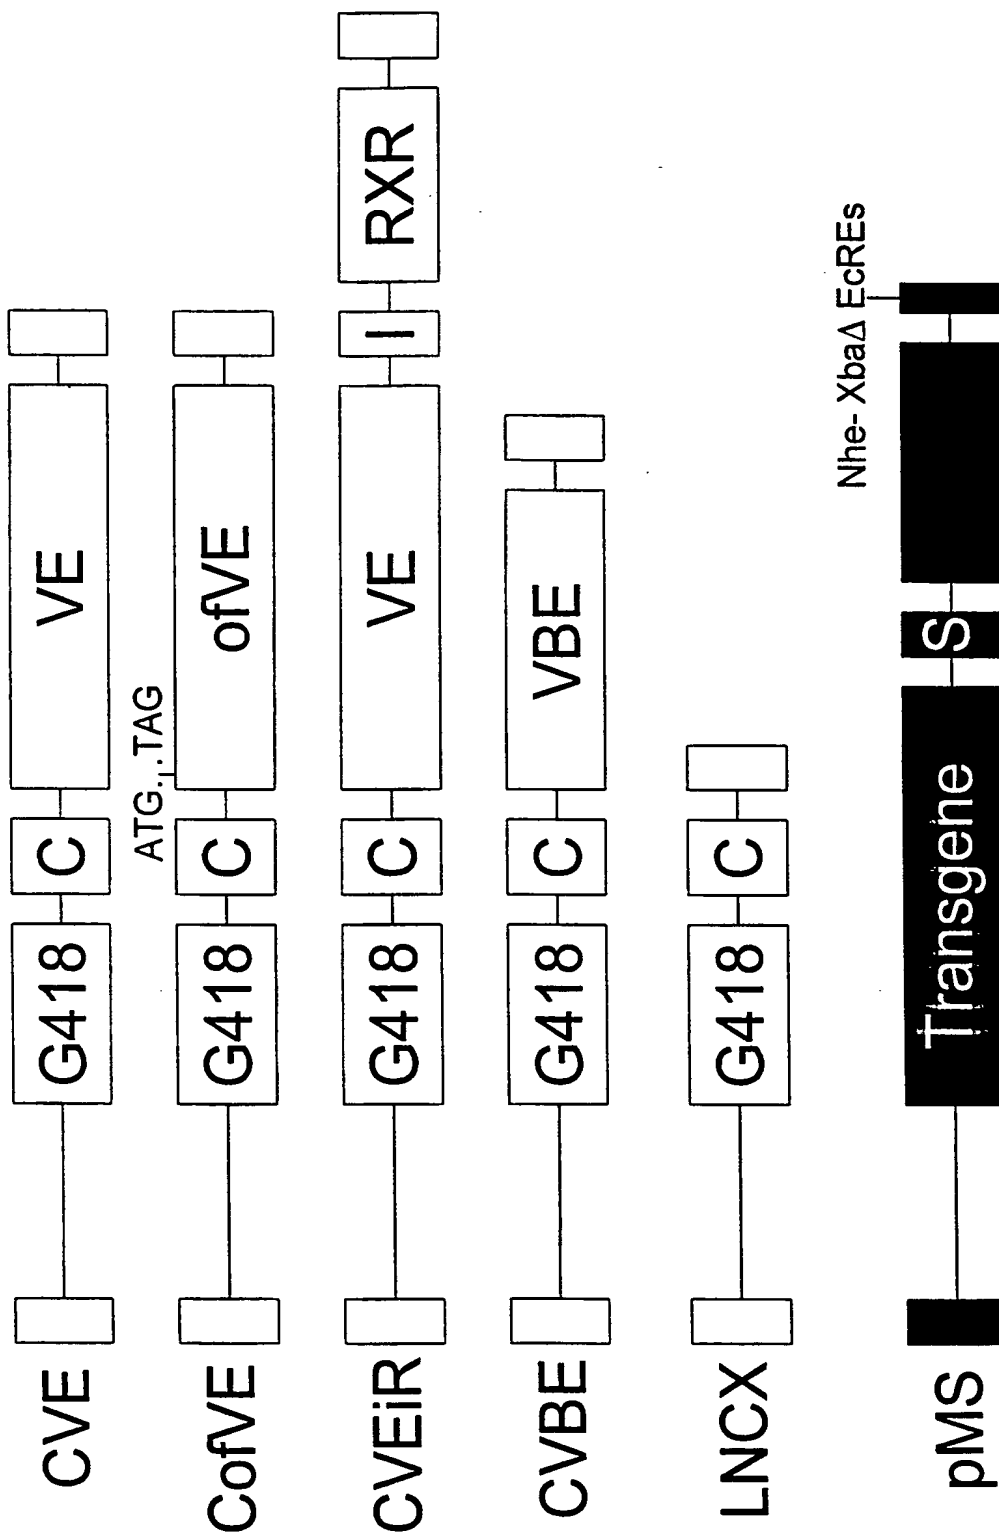 CVE G418 C VE
ATG...TAG
CofVE G418 C ofVE
CVEiR G418 C VE I RXR
CVBE G418 C VBE
LNCX G418 C
Nhe- XbaΔ EcREs
pMS Transgene S